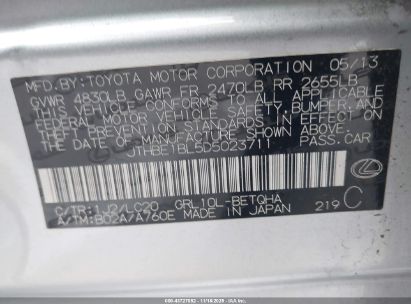 MFD.BY:TOYOTA MOTOR CORPORATION 05/13
GVWR 4830LB GAWR FR 2470LB RR 2655LB
THIS VEHICLE CONFORMS TO ALL APPLICABLE
FEDERAL MOTOR VEHICLE SAFETY, BUMPER, AND
THEFT PREVENTION STANDARDS IN EFFECT ON
THE DATE OF MANUFACTURE SHOWN ABOVE.
JTHBE1BL5D5023711 PASS.CAR
C/TR:1J2/LC20 GRL10L-BETQHA
A/TM:B02A/A760E MADE IN JAPAN 219 C